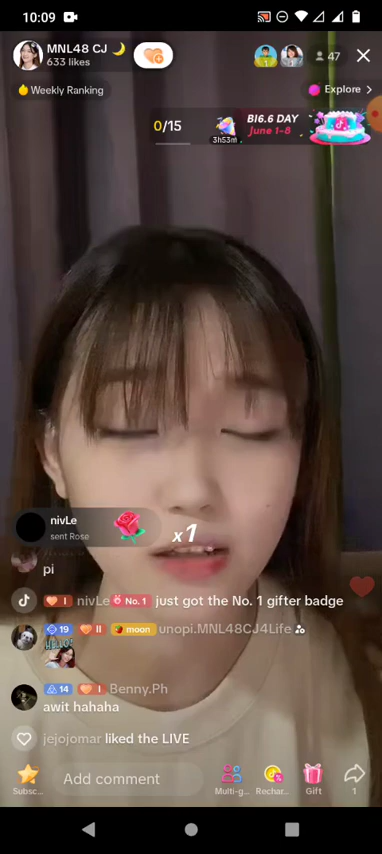 10:09
MNL48 CJ 🌙
633 likes
47
Weekly Ranking
Explore >
0/15
BI6.6 DAY
June 1-8
3h53m
nivLe
sent Rose
x1
pi
I nivLe No. 1 just got the No. 1 gifter badge
19 II moon unopi.MNL48CJ4Life
HELLO!
14 I Benny.Ph
awit hahaha
jejojomar liked the LIVE
Subsc...
Add comment
Multi-g...
Rechar...
Gift
1